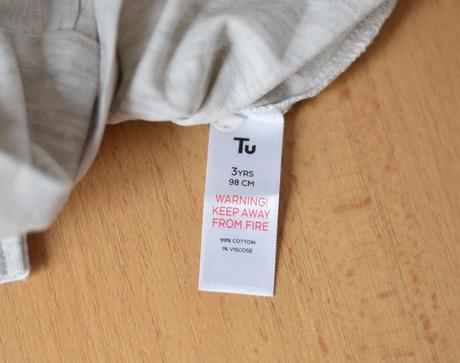 Tu
3YRS
98 CM
WARNING!
KEEP AWAY
FROM FIRE
99% COTTON
1% VISCOSE